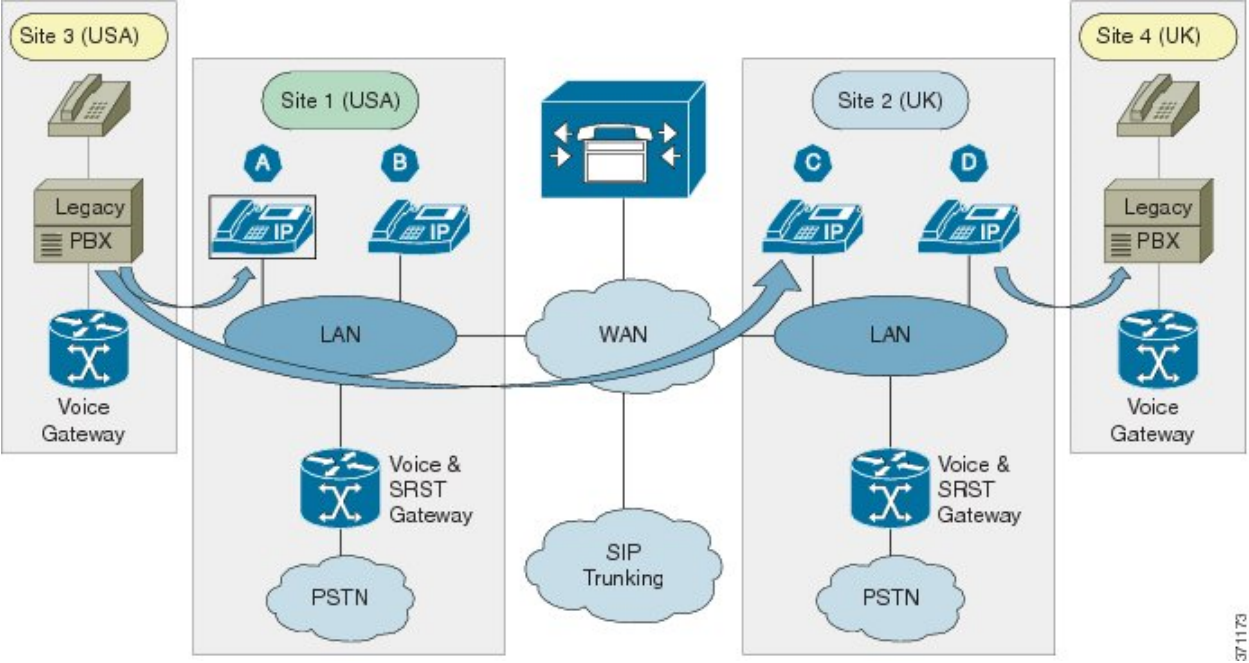 Site 3 (USA)
Site 4 (UK)
Site 1 (USA)
Site 2 (UK)
A
B
C
D
IP
IP
IP
IP
Legacy
PBX
Legacy
PBX
LAN
WAN
LAN
Voice
Gateway
Voice
Gateway
Voice &
SRST
Gateway
Voice &
SRST
Gateway
SIP
Trunking
PSTN
PSTN
371173